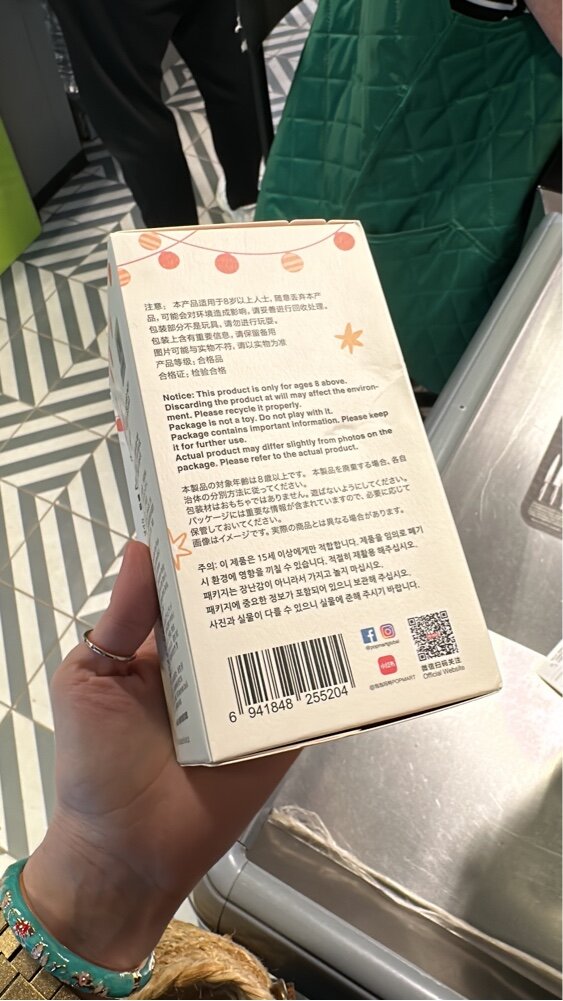 注意：本产品适用于8岁以上人士，随意丢弃本产
品，可能会对环境造成影响，请妥善进行回收处理。
包装部分不是玩具，请勿进行玩耍。
包装上含有重要信息，请保留备用
图片可能与实物不符，请以实物为准
产品等级：合格品
合格证：检验合格
Notice: This product is only for ages 8 above.
Discarding the product at will may affect the environ-
ment. Please recycle it properly.
Package is not a toy. Do not play with it.
Package contains important information. Please keep
it for further use.
Actual product may differ slightly from photos on the
package. Please refer to the actual product.
本製品の対象年齢は8歳以上です。本製品を廃棄する場合、各自
治体の分別方法に従ってください。
包装材はおもちゃではありません。遊ばないようにしてください。
パッケージには重要な情報が含まれていますので、必要に応じて
保管しておいてください。
画像はイメージです。実際の商品とは異なる場合があります。
주의: 이 제품은 15세 이상에게만 적합합니다. 제품을 임의로 폐기
시 환경에 영향을 끼칠 수 있습니다. 적절히 재활용 해주십시오.
패키지는 장난감이 아니라서 가지고 놀지 마십시오.
패키지에 중요한 정보가 포함되어 있으니 보관해 주십시오.
사진과 실물이 다를 수 있으니 실물에 준해 주시기 바랍니다.
6 941848 255204
@popmartglobal
小红书
@泡泡玛特POPMART
微信扫码关注
Official Website